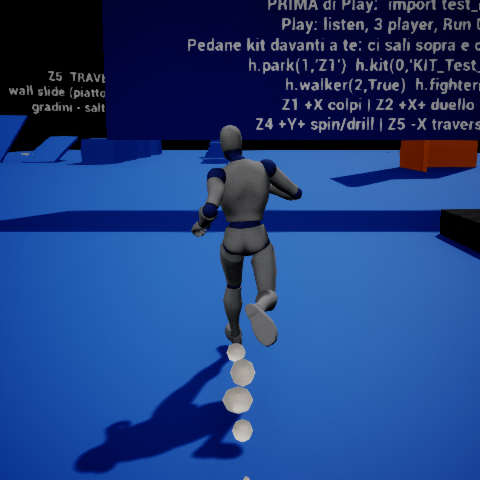 PRIMA di Play: import test_
Play: listen, 3 player, Run
Pedane kit davanti a te: ci sali sopra e
h.park(1,'Z1') h.kit(0,'KIT_Test_
h.walker(2,True) h.fighter
Z1 +X colpi | Z2 +X+ duello
Z4 +Y+ spin/drill | Z5 -X travers
Z5 TRAVE
wall slide (piatto
gradini - salt